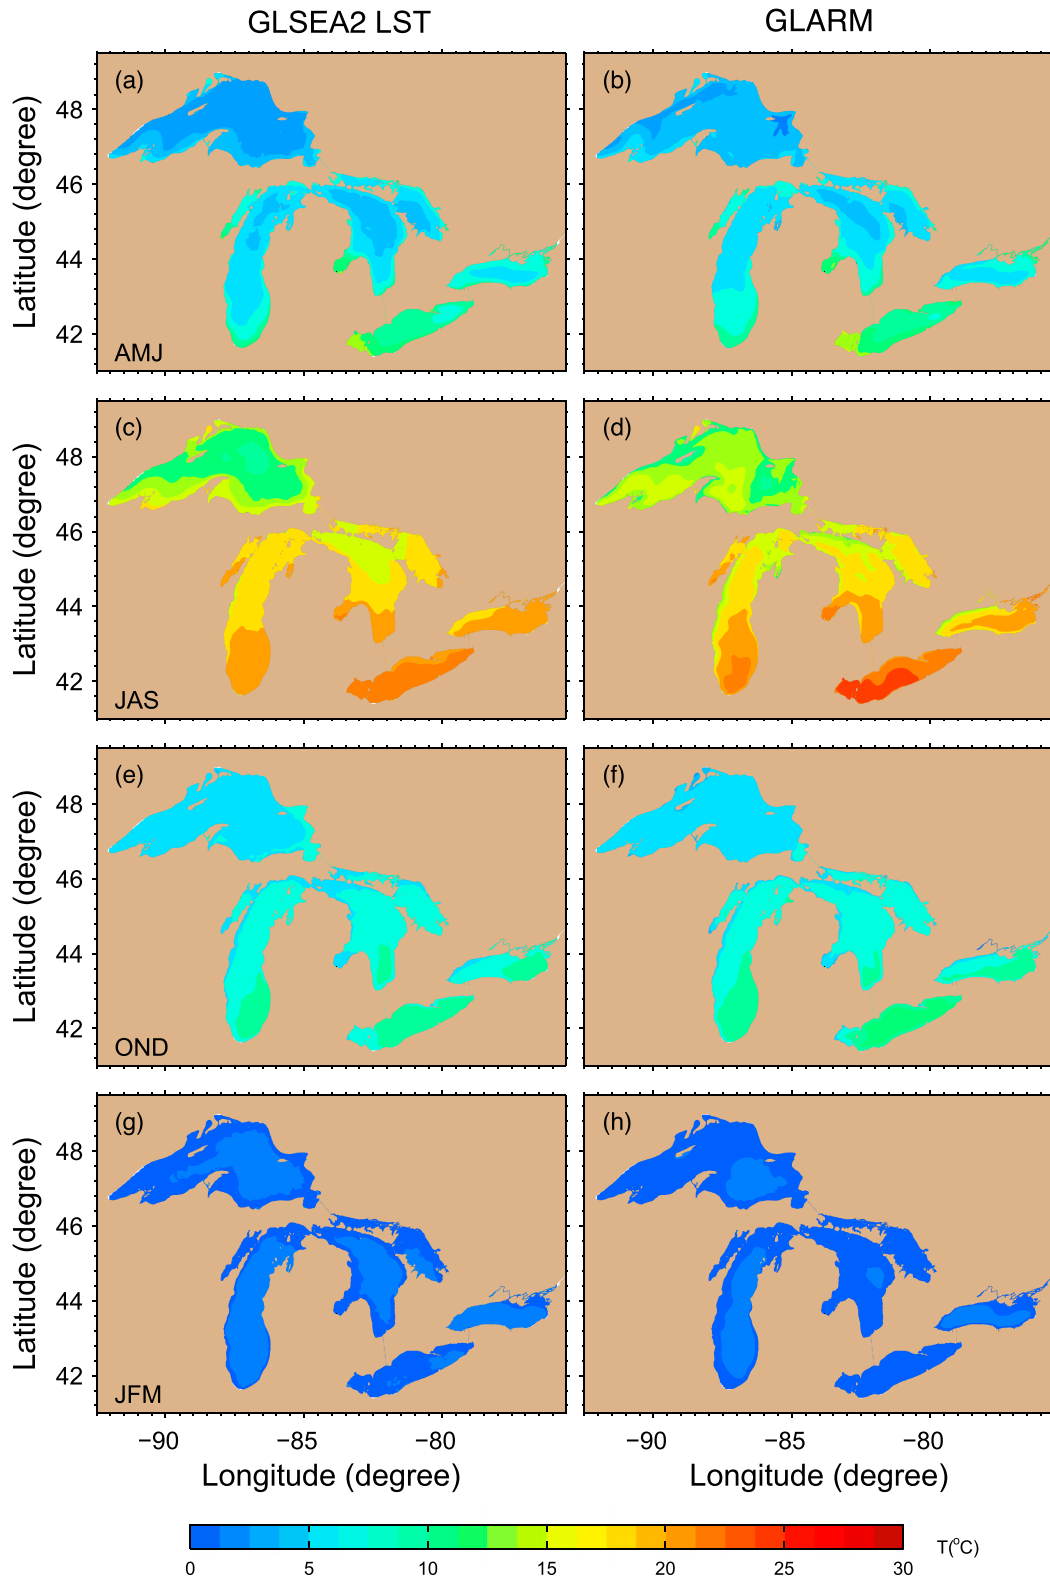 GLSEA2 LST GLARM
(a) (b)
48
46
44
42
Latitude (degree)
AMJ
(c) (d)
48
46
44
42
Latitude (degree)
JAS
(e) (f)
48
46
44
42
Latitude (degree)
OND
(g) (h)
48
46
44
42
Latitude (degree)
JFM
−90 −85 −80 −90 −85 −80
Longitude (degree) Longitude (degree)
0 5 10 15 20 25 30
T(°C)